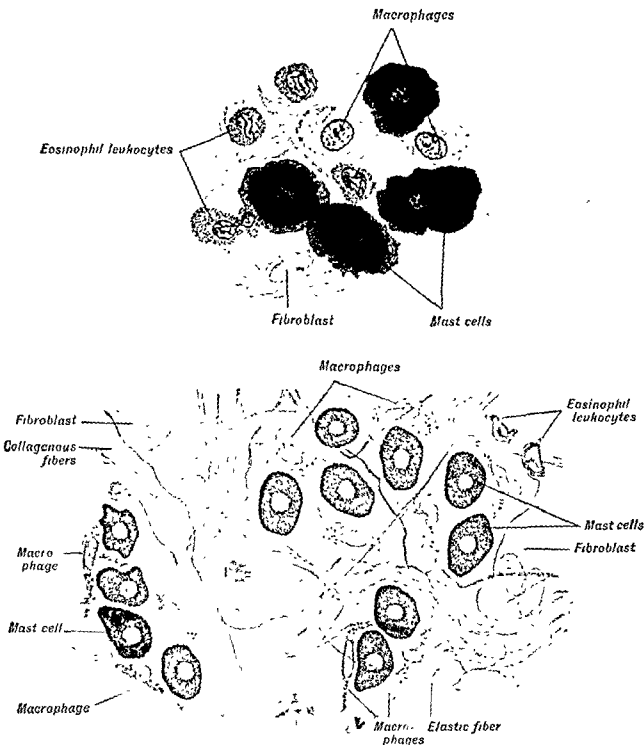 Macrophages
Eosinophil leukocytes
Fibroblast
Mast cells
Macrophages
Fibroblast
Collagenous
fibers
Eosinophil
leukocytes
Mast cells
Fibroblast
Macro
phage
Mast cell
Macrophage
Macro-
phages
Elastic fiber